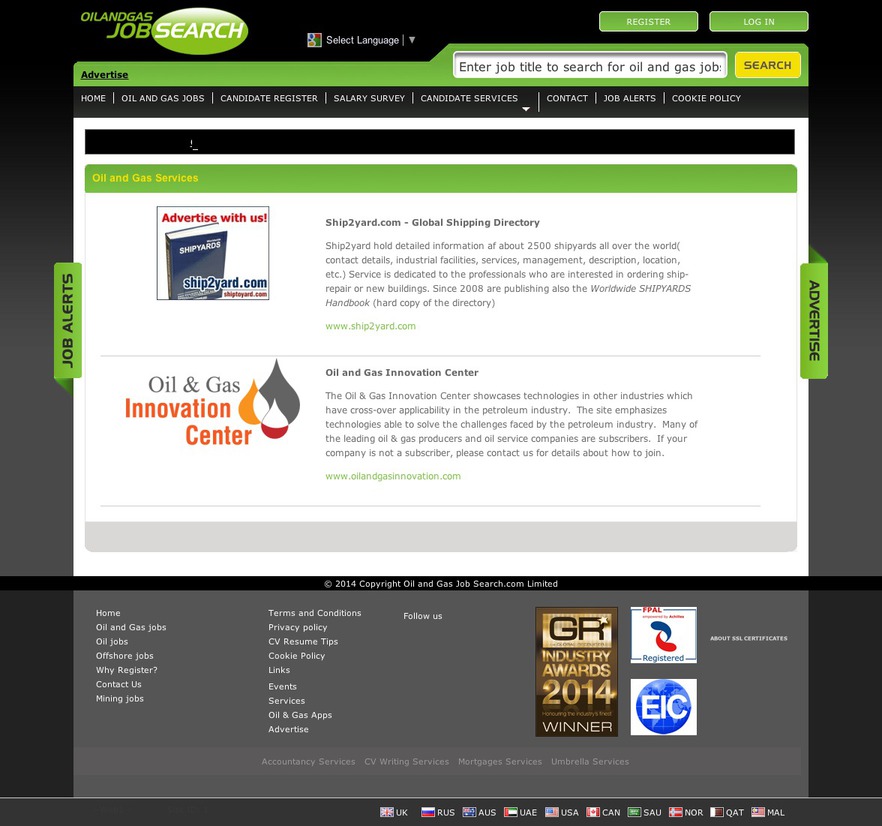 OILANDGAS
JOBSEARCH
REGISTER
LOG IN
Select Language
Advertise
Enter job title to search for oil and gas jobs
SEARCH
HOME
OIL AND GAS JOBS
CANDIDATE REGISTER
SALARY SURVEY
CANDIDATE SERVICES
CONTACT
JOB ALERTS
COOKIE POLICY
Oil and Gas Services
Advertise with us!
SHIPYARDS
ship2yard.com
shiptoyard.com
Ship2yard.com - Global Shipping Directory
Ship2yard hold detailed information af about 2500 shipyards all over the world(
contact details, industrial facilities, services, management, description, location,
etc.) Service is dedicated to the professionals who are interested in ordering ship-
repair or new buildings. Since 2008 are publishing also the Worldwide SHIPYARDS
Handbook (hard copy of the directory)
www.ship2yard.com
JOB ALERTS
ADVERTISE
Oil & Gas
Innovation
Center
Oil and Gas Innovation Center
The Oil & Gas Innovation Center showcases technologies in other industries which
have cross-over applicability in the petroleum industry.  The site emphasizes
technologies able to solve the challenges faced by the petroleum industry.  Many of
the leading oil & gas producers and oil service companies are subscribers.  If your
company is not a subscriber, please contact us for details about how to join.
www.oilandgasinnovation.com
© 2014 Copyright Oil and Gas Job Search.com Limited
Home
Oil and Gas jobs
Oil jobs
Offshore jobs
Why Register?
Contact Us
Mining jobs
Terms and Conditions
Privacy policy
CV Resume Tips
Cookie Policy
Links
Events
Services
Oil & Gas Apps
Advertise
Follow us
GR
INDUSTRY
AWARDS
2014
Honouring the industry's finest
WINNER
FPAL
empowered by Achilles
Registered
EIC
ABOUT SSL CERTIFICATES
Accountancy Services
CV Writing Services
Mortgages Services
Umbrella Services
UK
RUS
AUS
UAE
USA
CAN
SAU
NOR
QAT
MAL